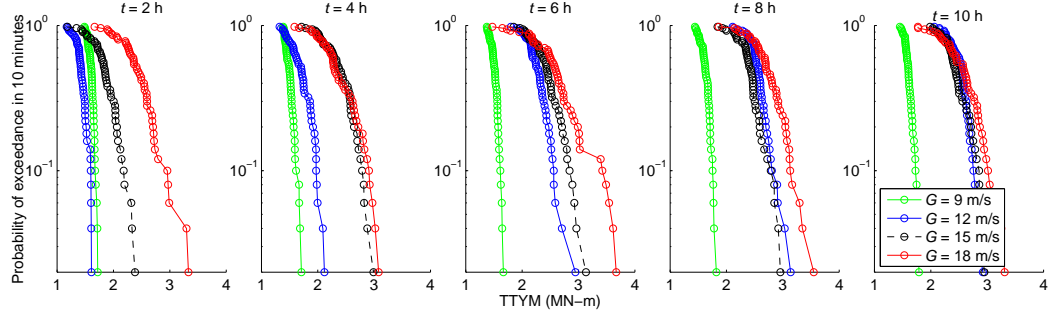 t = 2 h
t = 4 h
t = 6 h
t = 8 h
t = 10 h
Probability of exceedance in 10 minutes
10^0
10^-1
1 2 3 4
10^0
10^-1
1 2 3 4
10^0
10^-1
1 2 3 4
10^0
10^-1
1 2 3 4
10^0
10^-1
1 2 3 4
TTYM (MN−m)
G = 9 m/s
G = 12 m/s
G = 15 m/s
G = 18 m/s